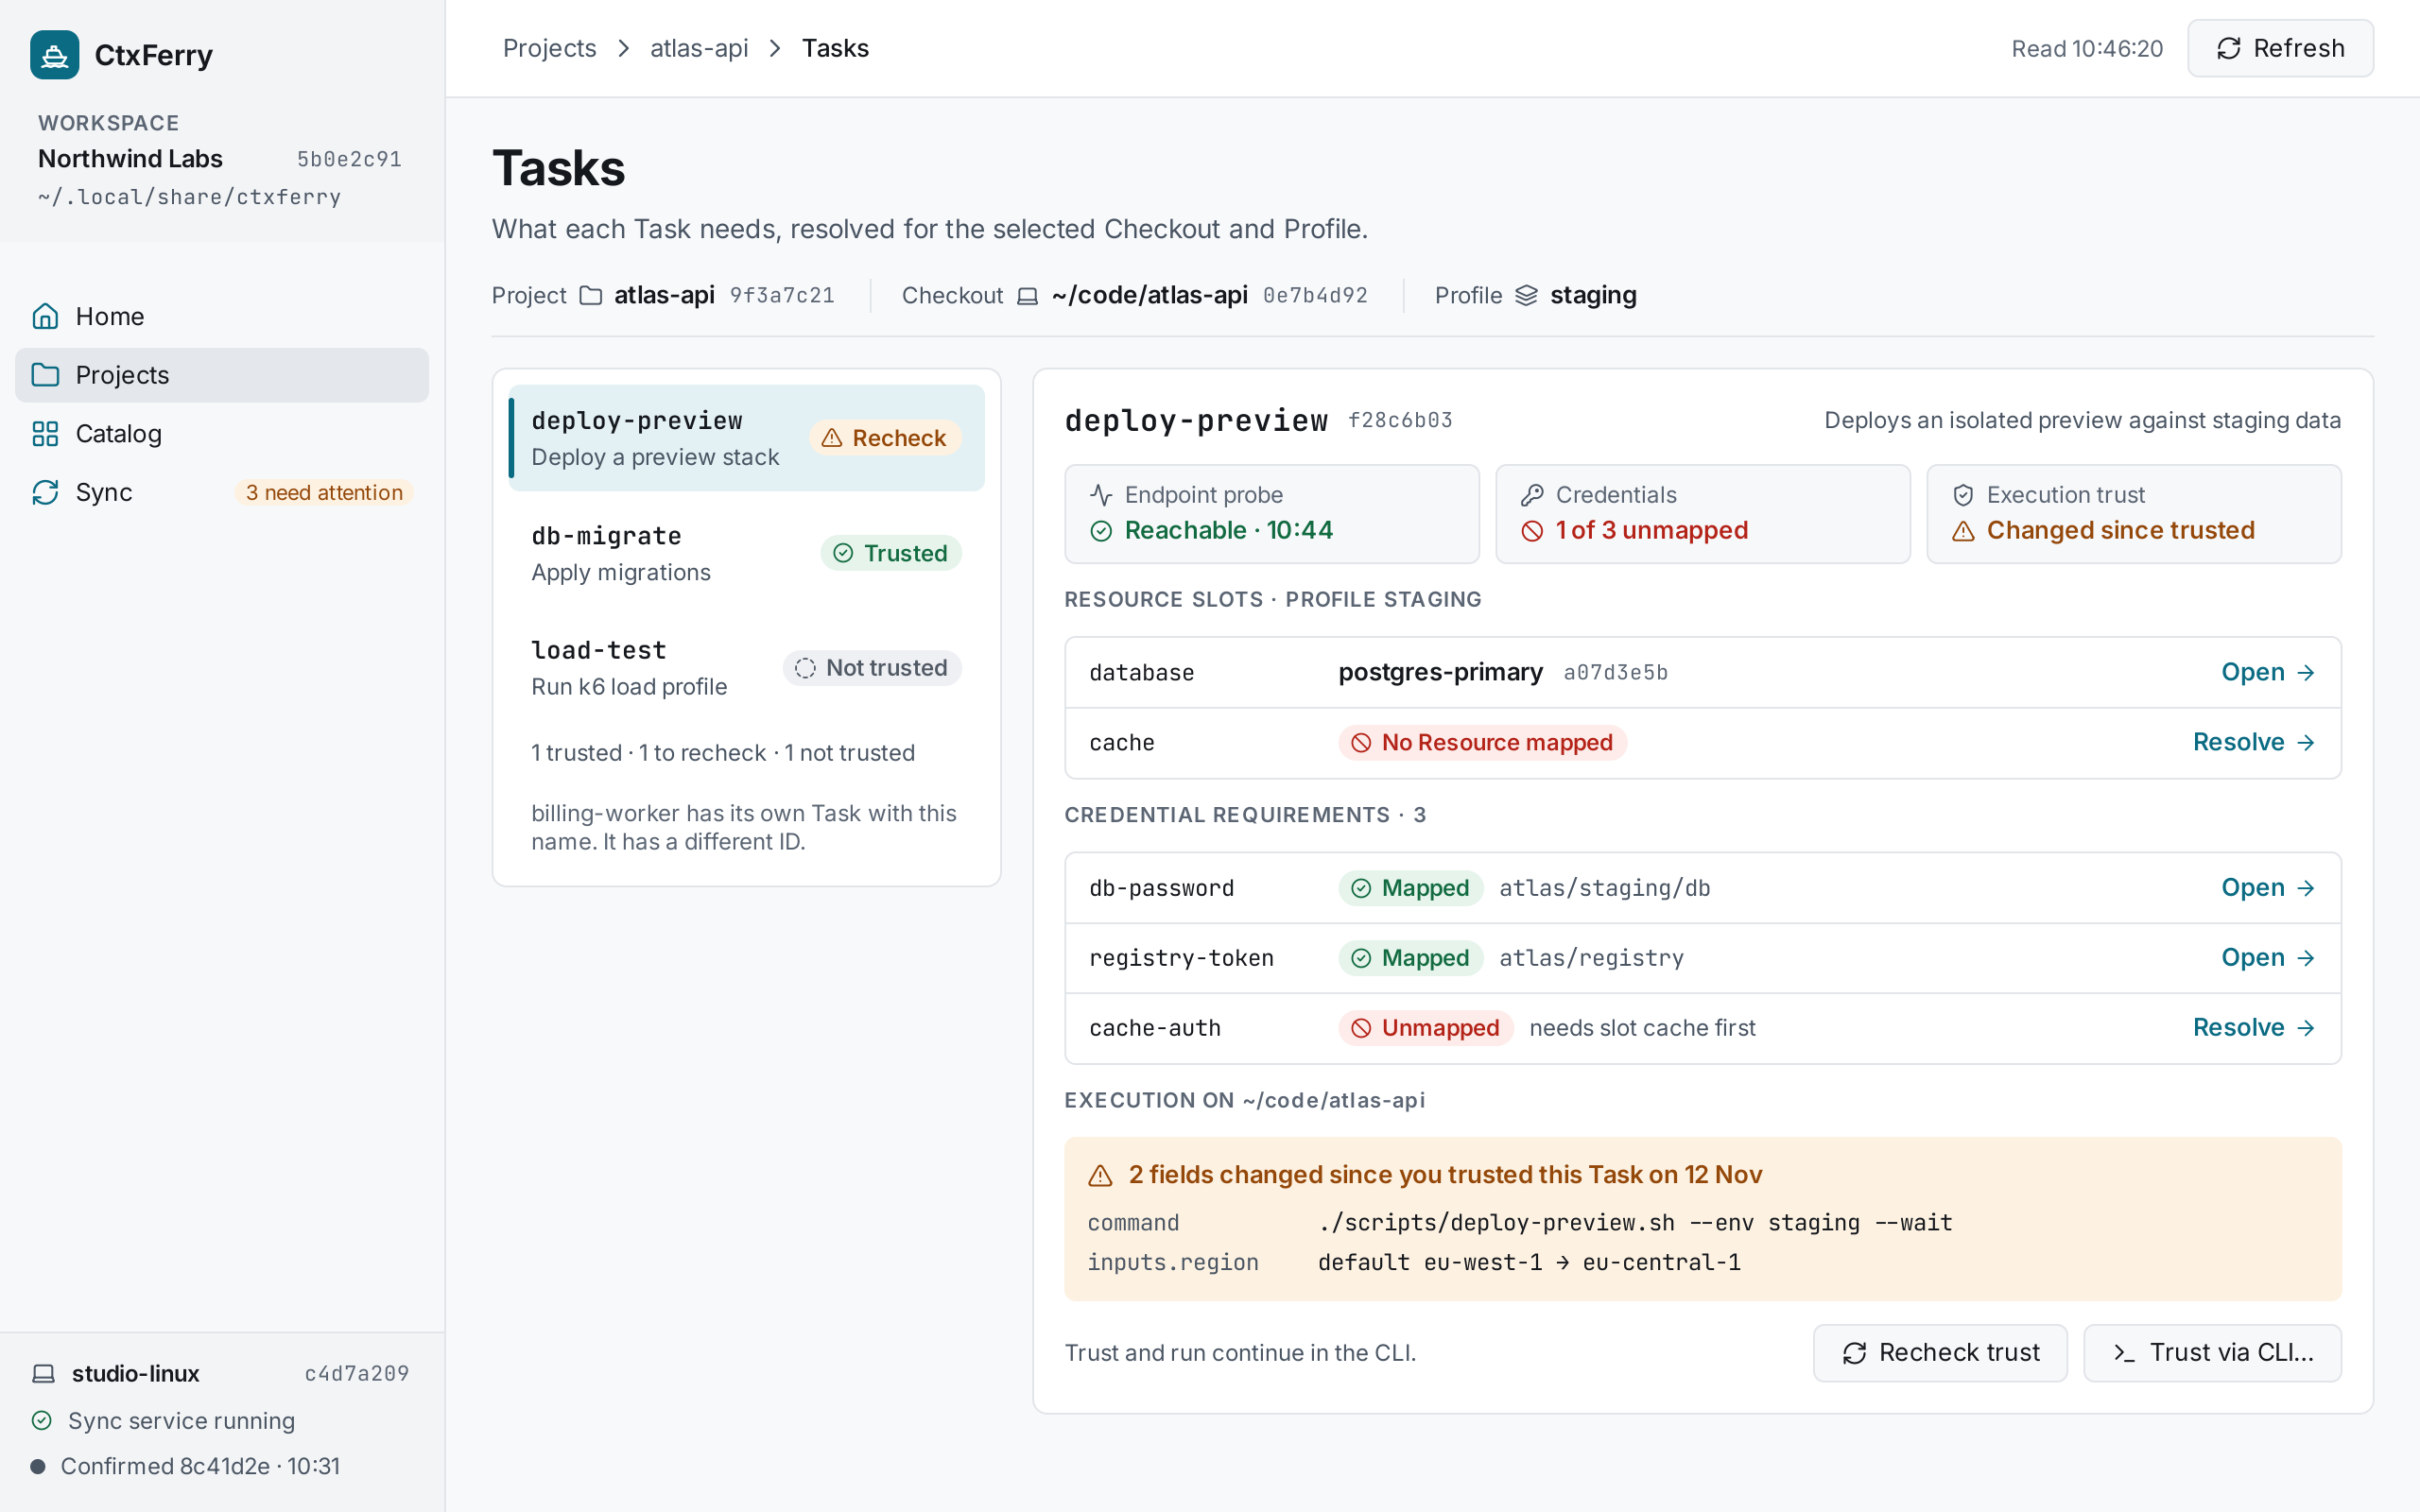 CtxFerry
WORKSPACE
Northwind Labs 5b0e2c91
~/.local/share/ctxferry
Home
Projects
Catalog
Sync 3 need attention
studio-linux c4d7a209
Sync service running
Confirmed 8c41d2e · 10:31
Projects > atlas-api > Tasks
Read 10:46:20 Refresh
Tasks
What each Task needs, resolved for the selected Checkout and Profile.
Project atlas-api 9f3a7c21 Checkout ~/code/atlas-api 0e7b4d92 Profile staging
deploy-preview
Deploy a preview stack
Recheck
db-migrate
Apply migrations
Trusted
load-test
Run k6 load profile
Not trusted
1 trusted · 1 to recheck · 1 not trusted
billing-worker has its own Task with this
name. It has a different ID.
deploy-preview f28c6b03 Deploys an isolated preview against staging data
Endpoint probe
Reachable · 10:44
Credentials
1 of 3 unmapped
Execution trust
Changed since trusted
RESOURCE SLOTS · PROFILE STAGING
database postgres-primary a07d3e5b Open →
cache No Resource mapped Resolve →
CREDENTIAL REQUIREMENTS · 3
db-password Mapped atlas/staging/db Open →
registry-token Mapped atlas/registry Open →
cache-auth Unmapped needs slot cache first Resolve →
EXECUTION ON ~/code/atlas-api
2 fields changed since you trusted this Task on 12 Nov
command ./scripts/deploy-preview.sh --env staging --wait
inputs.region default eu-west-1 → eu-central-1
Trust and run continue in the CLI. Recheck trust Trust via CLI...